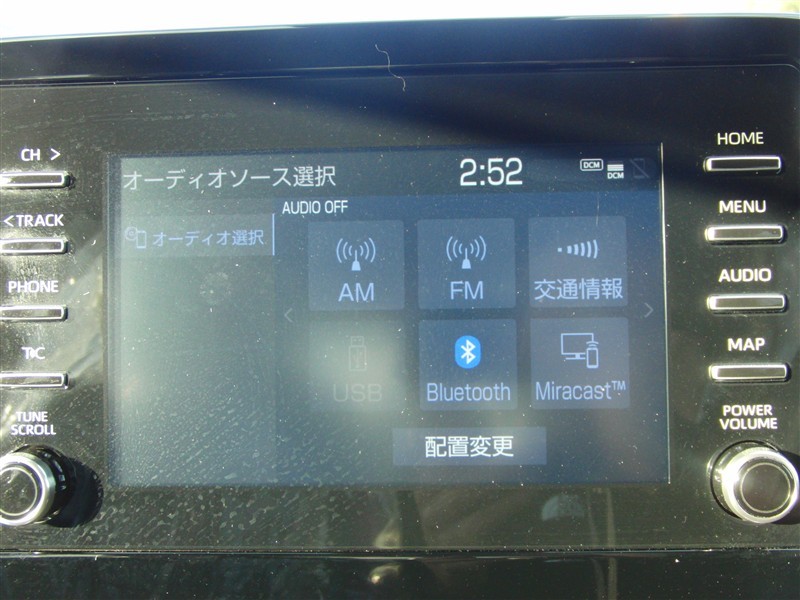 CH >
<TRACK
PHONE
T/C
TUNE
SCROLL
オーディオソース選択
2:52
DCM
DCM
オーディオ選択
AUDIO OFF
AM
FM
交通情報
USB
Bluetooth
Miracast™
配置変更
HOME
MENU
AUDIO
MAP
POWER
VOLUME